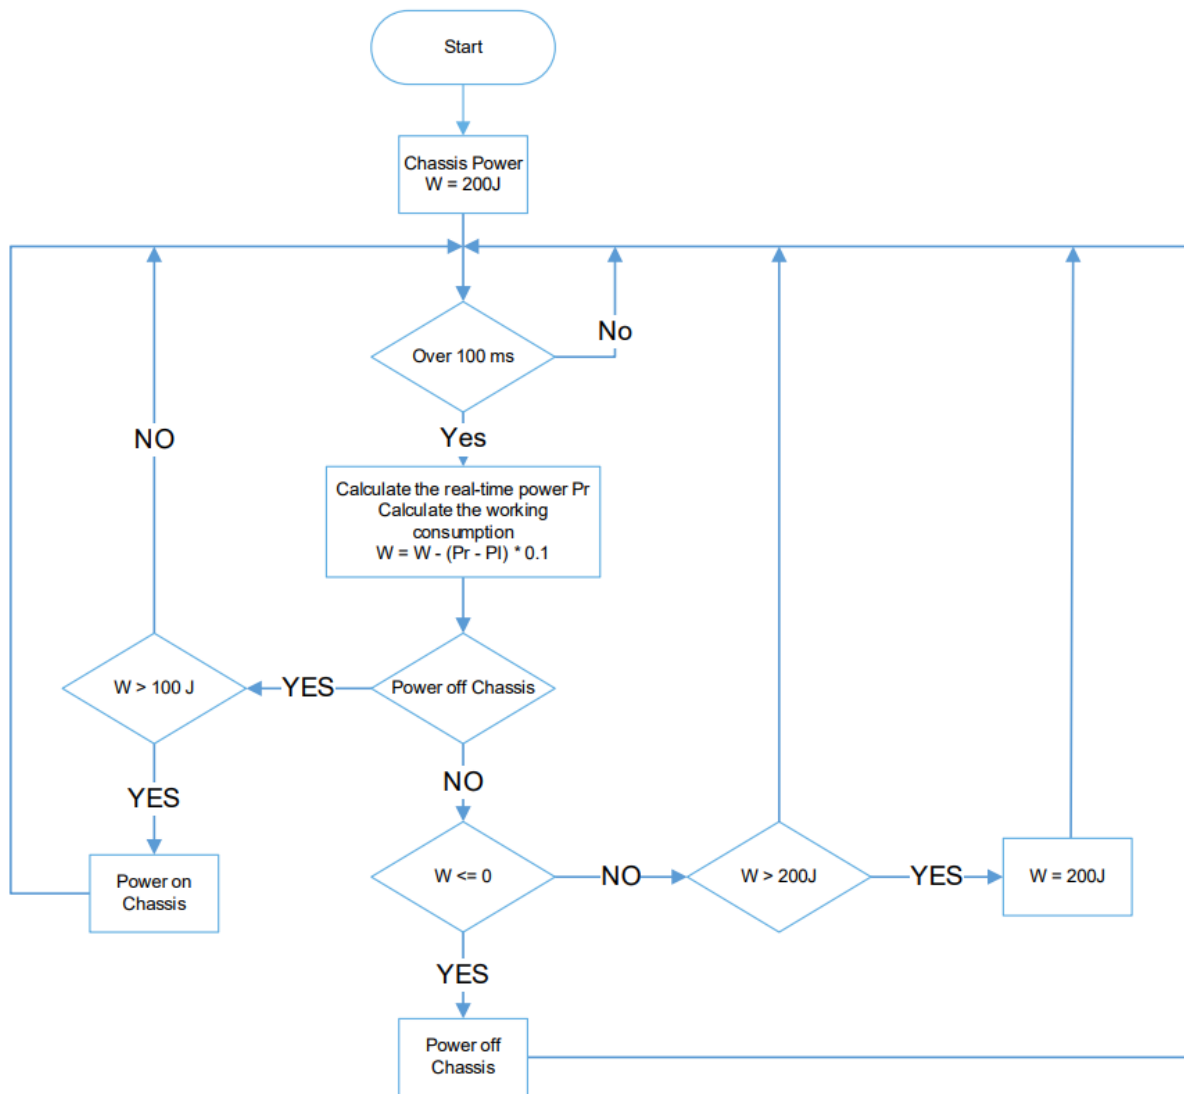 Start
Chassis Power
W = 200J
Over 100 ms
No
Yes
NO
Calculate the real-time power Pr
Calculate the working
consumption
W = W - (Pr - Pl) * 0.1
W > 100 J
YES
Power off Chassis
NO
YES
Power on
Chassis
W <= 0
NO
W > 200J
YES
W = 200J
YES
Power off
Chassis